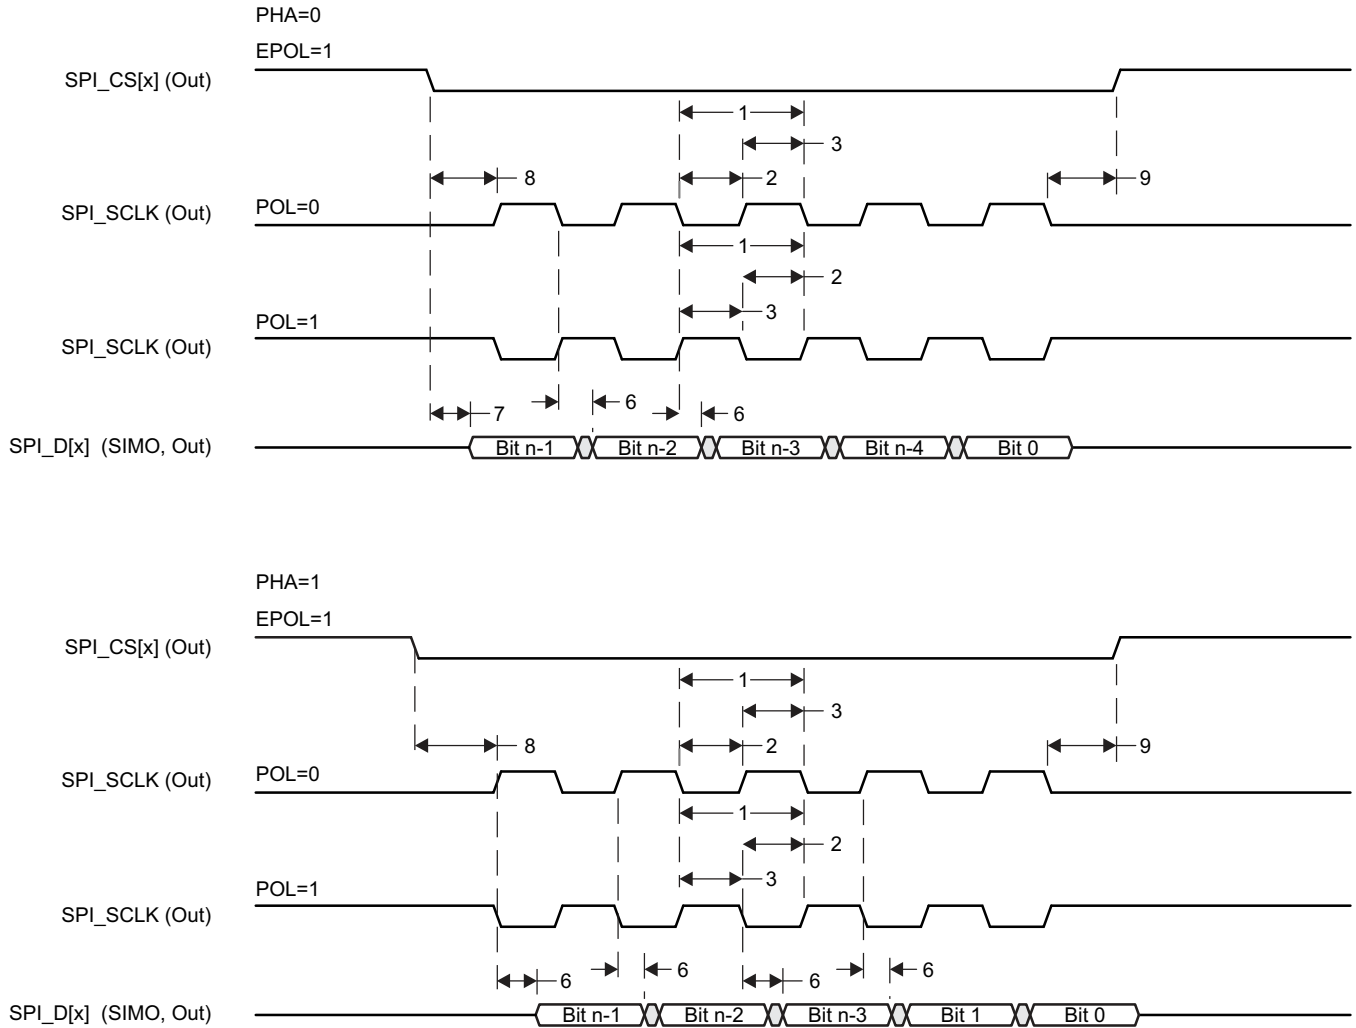 PHA=0
EPOL=1
SPI_CS[x] (Out)
1
3
8
2
9
SPI_SCLK (Out)
POL=0
1
2
3
POL=1
SPI_SCLK (Out)
7
6
6
SPI_D[x] (SIMO, Out)
Bit n-1
Bit n-2
Bit n-3
Bit n-4
Bit 0
PHA=1
EPOL=1
SPI_CS[x] (Out)
1
3
8
2
9
SPI_SCLK (Out)
POL=0
1
2
3
POL=1
SPI_SCLK (Out)
6
6
6
6
SPI_D[x] (SIMO, Out)
Bit n-1
Bit n-2
Bit n-3
Bit 1
Bit 0